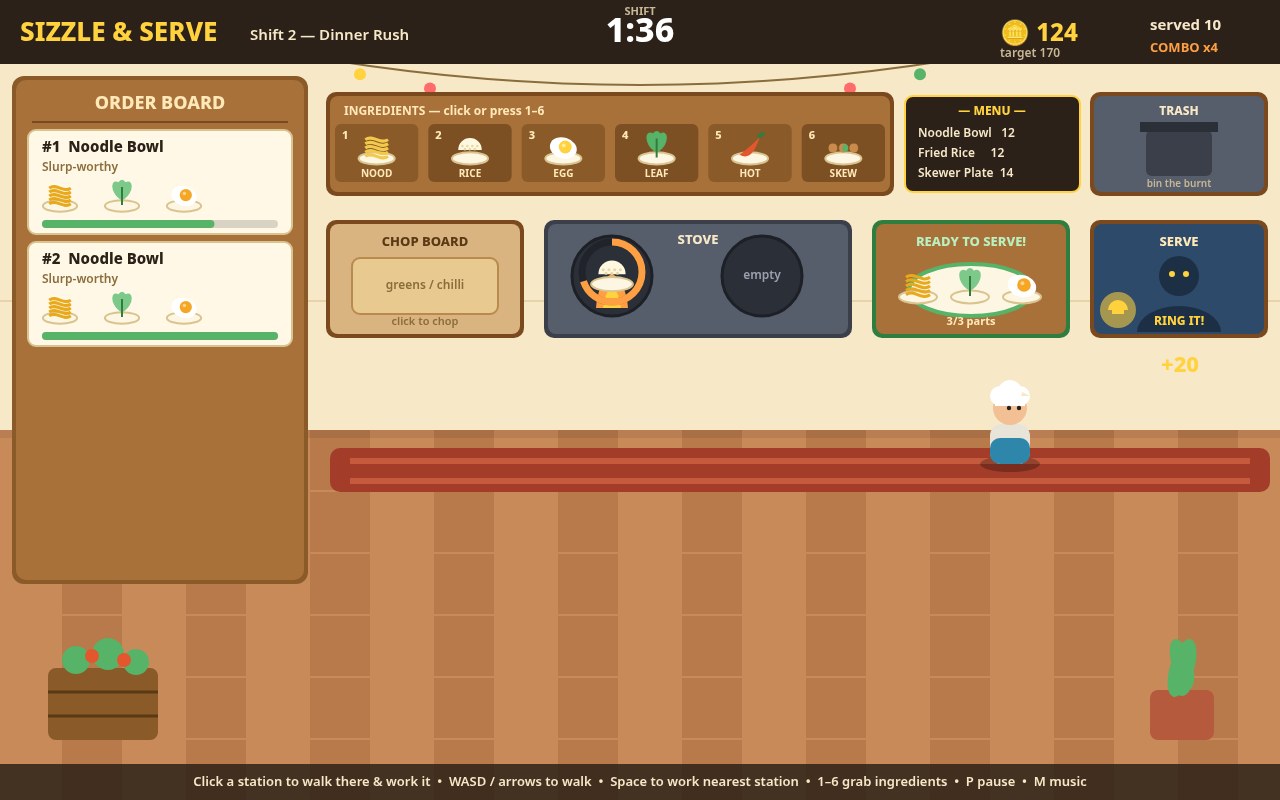 SIZZLE & SERVE
Shift 2 — Dinner Rush
SHIFT
1:36
124
target 170
served 10
COMBO x4
ORDER BOARD
#1 Noodle Bowl
Slurp-worthy
#2 Noodle Bowl
Slurp-worthy
INGREDIENTS — click or press 1–6
1
NOOD
2
RICE
3
EGG
4
LEAF
5
HOT
6
SKEW
— MENU —
Noodle Bowl 12
Fried Rice 12
Skewer Plate 14
TRASH
bin the burnt
CHOP BOARD
greens / chilli
click to chop
STOVE
empty
READY TO SERVE!
3/3 parts
SERVE
RING IT!
+20
Click a station to walk there & work it • WASD / arrows to walk • Space to work nearest station • 1–6 grab ingredients • P pause • M music